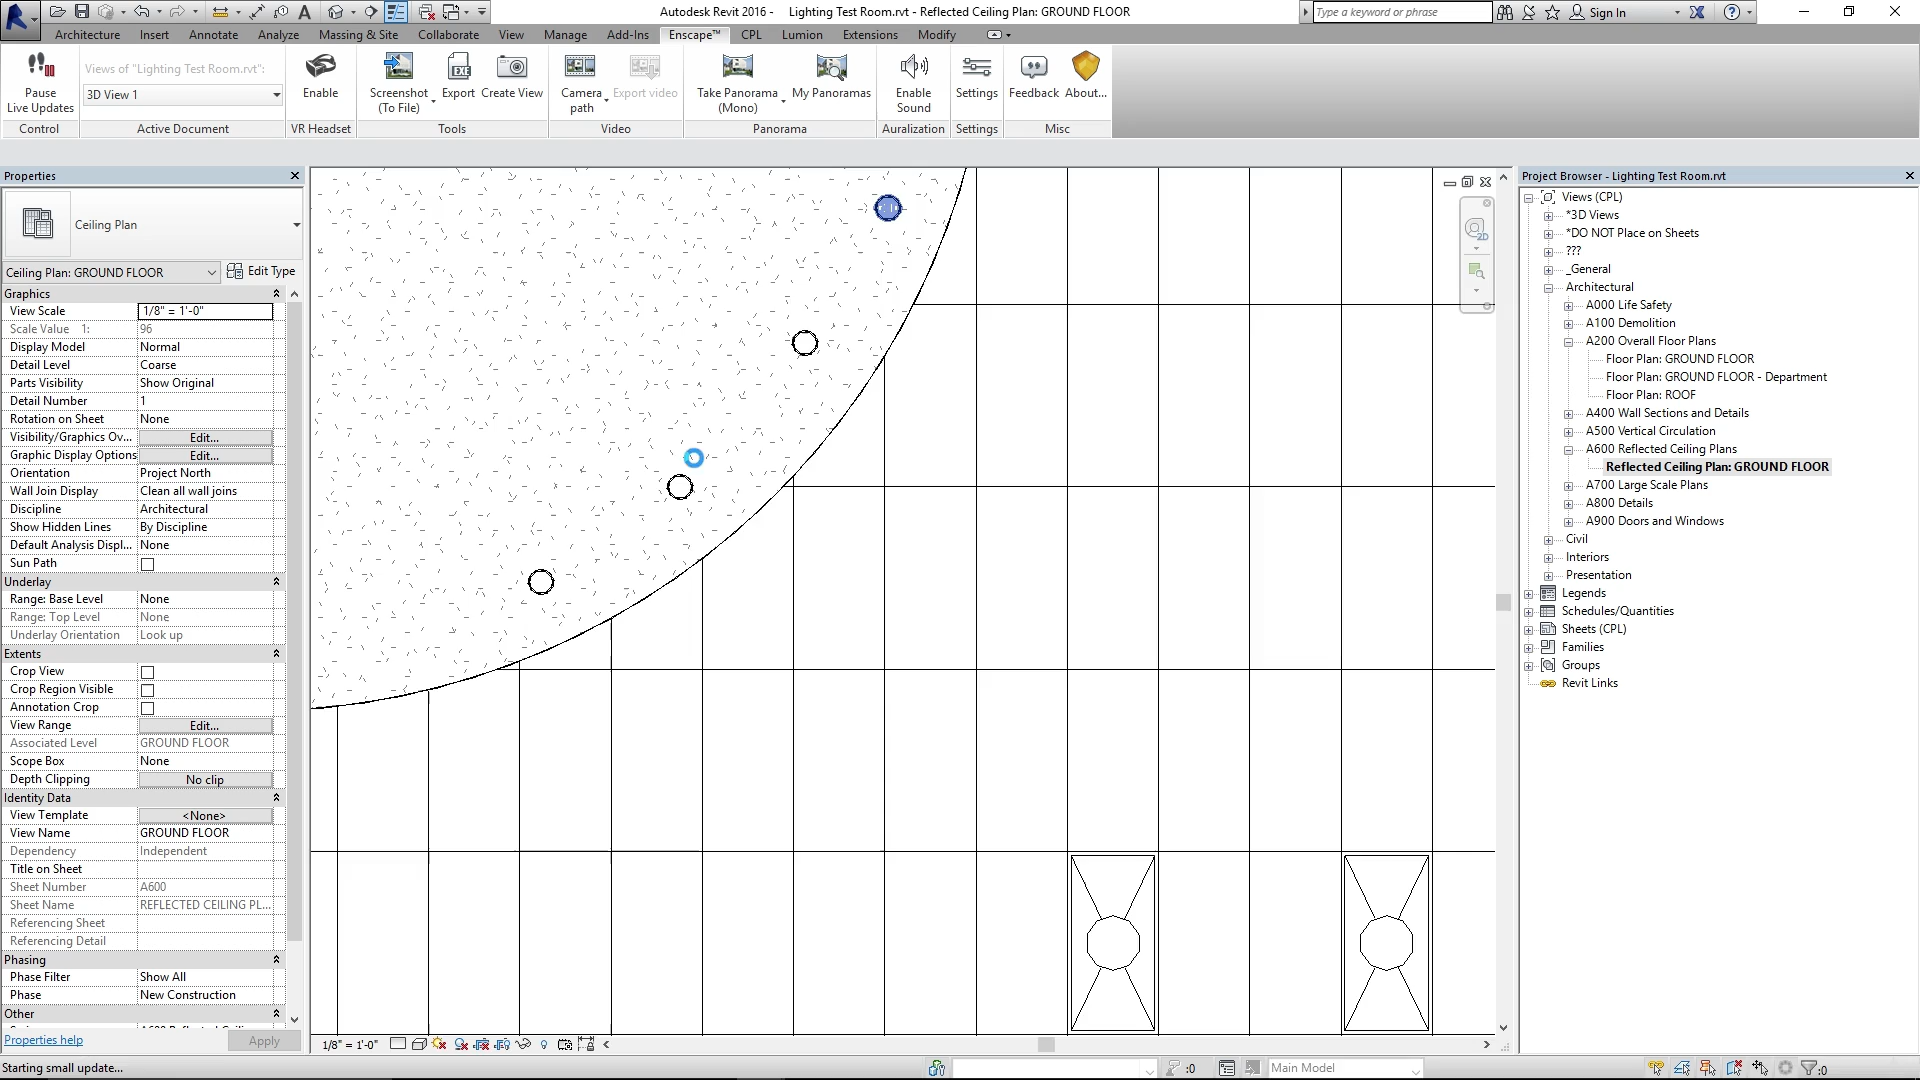 Autodesk Revit 2016 - Lighting Test Room.rvt - Reflected Ceiling Plan: GROUND FLOOR
Type a keyword or phrase
Sign In
Architecture Insert Annotate Analyze Massing & Site Collaborate View Manage Add-Ins Enscape™ CPL Lumion Extensions Modify
Pause
Live Updates
Control
Views of "Lighting Test Room.rvt":
3D View 1
Active Document
Enable
VR Headset
Screenshot
(To File)
Export
Create View
Tools
Camera
path
Export video
Video
Take Panorama
(Mono)
My Panoramas
Panorama
Enable
Sound
Auralization
Settings
Settings
Feedback
About...
Misc
Properties
Ceiling Plan
Ceiling Plan: GROUND FLOOR
Edit Type
Graphics
View Scale 1/8" = 1'-0"
Scale Value 1: 96
Display Model Normal
Detail Level Coarse
Parts Visibility Show Original
Detail Number 1
Rotation on Sheet None
Visibility/Graphics Ov... Edit...
Graphic Display Options Edit...
Orientation Project North
Wall Join Display Clean all wall joins
Discipline Architectural
Show Hidden Lines By Discipline
Default Analysis Displ... None
Sun Path
Underlay
Range: Base Level None
Range: Top Level None
Underlay Orientation Look up
Extents
Crop View
Crop Region Visible
Annotation Crop
View Range Edit...
Associated Level GROUND FLOOR
Scope Box None
Depth Clipping No clip
Identity Data
View Template <None>
View Name GROUND FLOOR
Dependency Independent
Title on Sheet
Sheet Number A600
Sheet Name REFLECTED CEILING PL...
Referencing Sheet
Referencing Detail
Phasing
Phase Filter Show All
Phase New Construction
Other
Properties help
Apply
1/8" = 1'-0"
2D
Project Browser - Lighting Test Room.rvt
Views (CPL)
*3D Views
*DO NOT Place on Sheets
???
_General
Architectural
A000 Life Safety
A100 Demolition
A200 Overall Floor Plans
Floor Plan: GROUND FLOOR
Floor Plan: GROUND FLOOR - Department
Floor Plan: ROOF
A400 Wall Sections and Details
A500 Vertical Circulation
A600 Reflected Ceiling Plans
Reflected Ceiling Plan: GROUND FLOOR
A700 Large Scale Plans
A800 Details
A900 Doors and Windows
Civil
Interiors
Presentation
Legends
Schedules/Quantities
Sheets (CPL)
Families
Groups
Revit Links
Starting small update...
:0
Main Model
:0